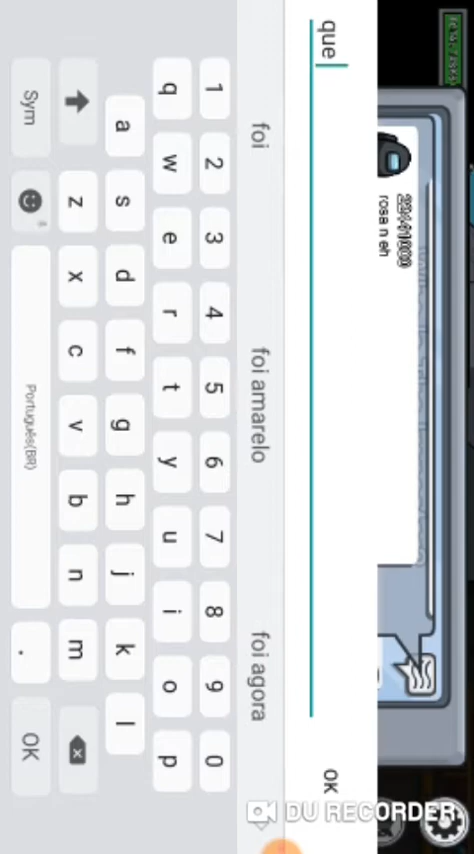 22441000
rosa n eh
que
OK
foi
foi amarelo
foi agora
1 2 3 4 5 6 7 8 9 0
q w e r t y u i o p
a s d f g h j k l
z x c v b n m
Sym
Português(BR)
.
OK
DU RECORDER